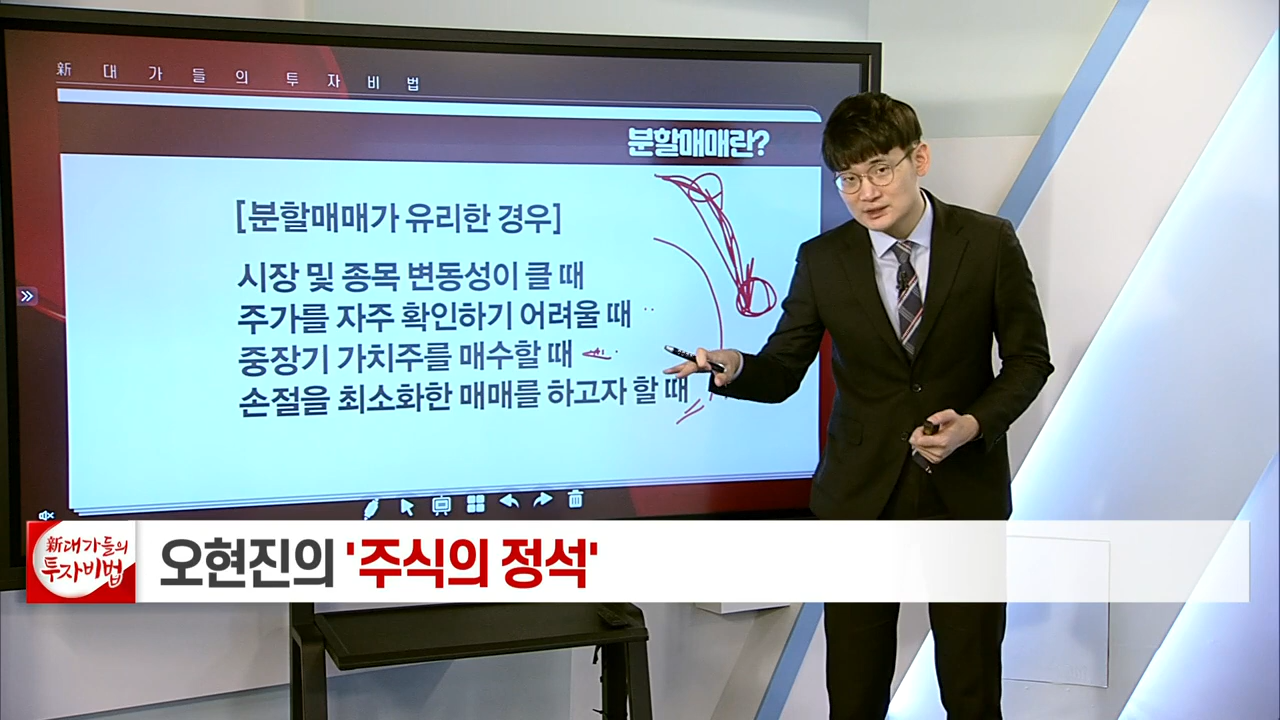 新 대 가 들 의 투 자 비 법
분할매매란?
[분할매매가 유리한 경우]
시장 및 종목 변동성이 클 때
주가를 자주 확인하기 어려울 때
중장기 가치주를 매수할 때
손절을 최소화한 매매를 하고자 할 때
新대가들의
투자비법
오현진의 '주식의 정석'